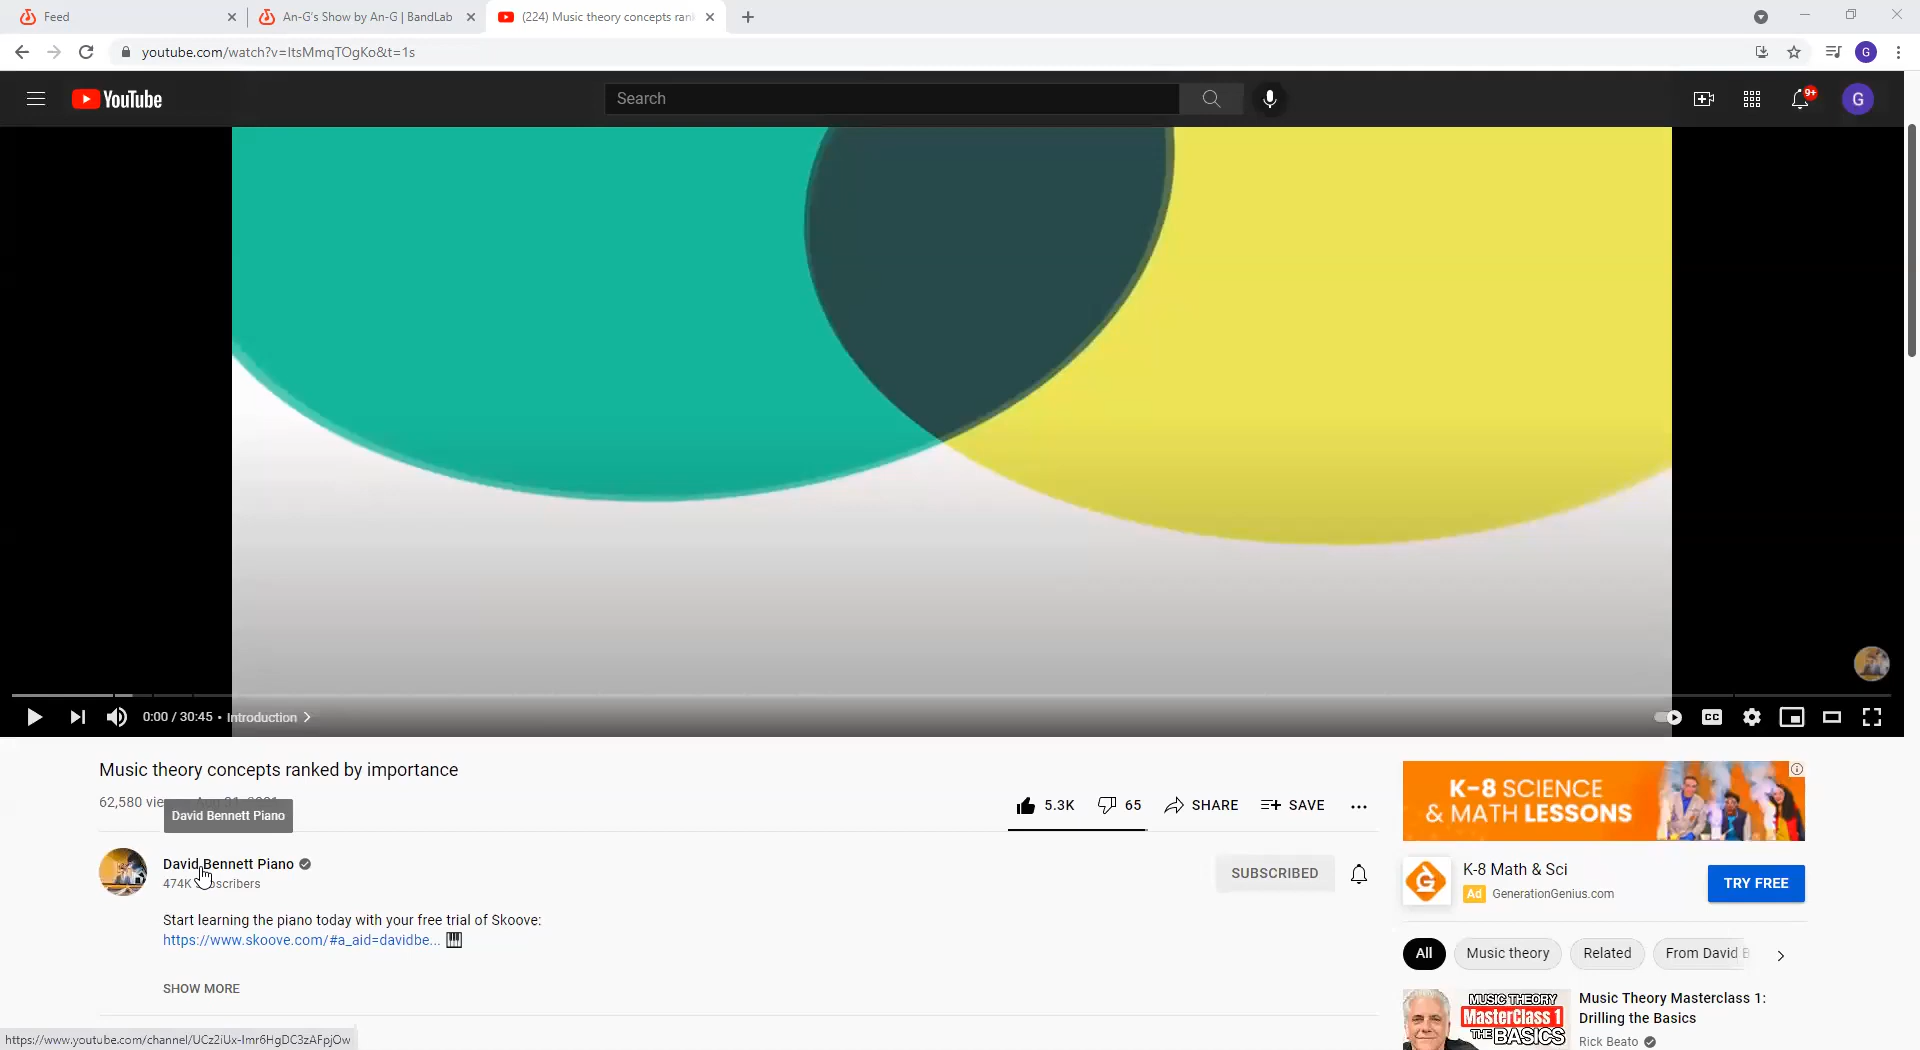 Feed
An-G's Show by An-G | BandLab
(224) Music theory concepts ran
youtube.com/watch?v=ItsMmqTOgKo&t=1s
G
YouTube
Search
9+
G
0:00 / 30:45 • Introduction
CC
Music theory concepts ranked by importance
62,580 vie
David Bennett Piano
5.3K
65
SHARE
SAVE
David Bennett Piano
474K
SUBSCRIBED
Start learning the piano today with your free trial of Skoove:
https://www.skoove.com/#a_aid=davidbe...
SHOW MORE
K-8 SCIENCE
& MATH LESSONS
K-8 Math & Sci
Ad GenerationGenius.com
TRY FREE
All
Music theory
Related
From David B
MUSIC THEORY
MasterClass 1
THE BASICS
Music Theory Masterclass 1:
Drilling the Basics
Rick Beato
https://www.youtube.com/channel/UCz2iUx-Imr6HgDC3zAFpjOw